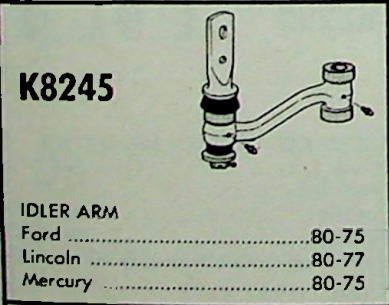 K8245
IDLER ARM
Ford ........................................80-75
Lincoln .....................................80-77
Mercury ..................................80-75